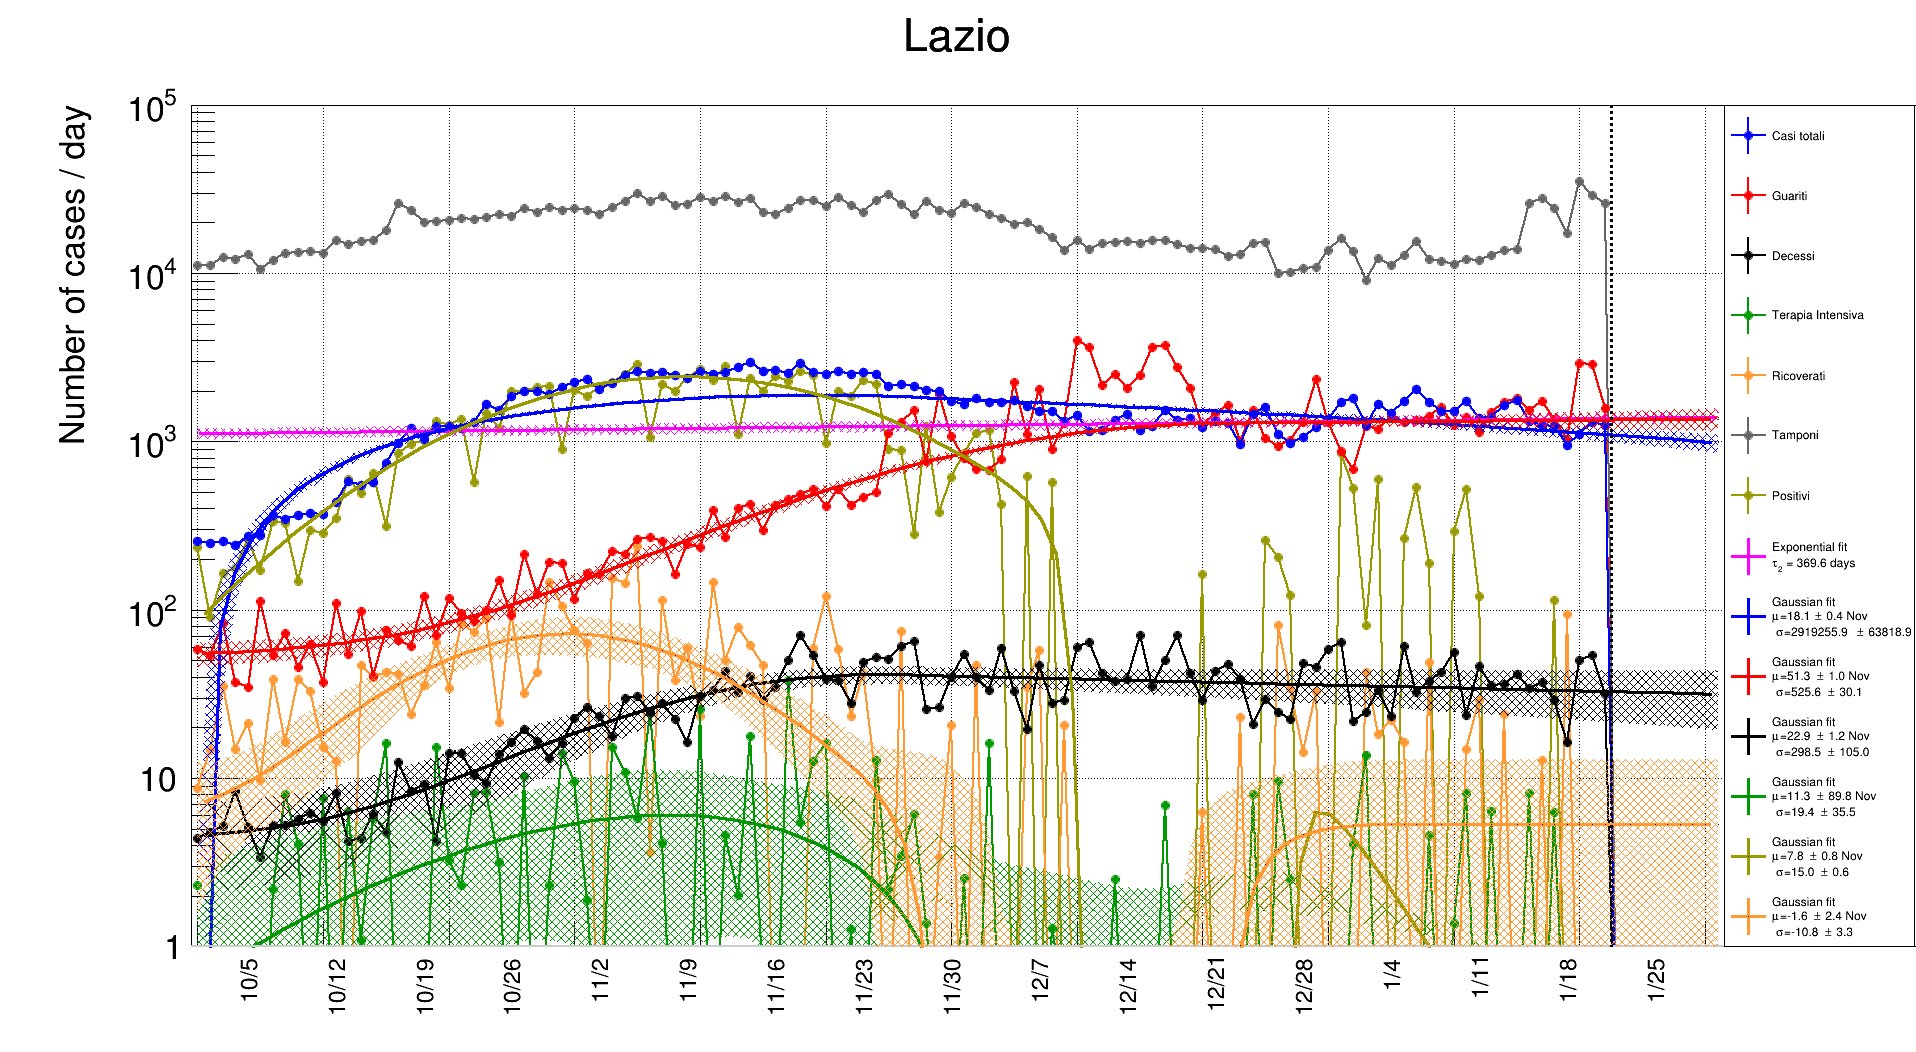 Lazio
Number of cases / day
10^5
10^4
10^3
10^2
10
1
10/5
10/12
10/19
10/26
11/2
11/9
11/16
11/23
11/30
12/7
12/14
12/21
12/28
1/4
1/11
1/18
1/25
Casi totali
Guariti
Decessi
Terapia Intensiva
Ricoverati
Tamponi
Positivi
Exponential fit
τ₂ = 369.6 days
Gaussian fit
μ=18.1 ± 0.4 Nov
σ=2919255.9 ± 63818.9
Gaussian fit
μ=51.3 ± 1.0 Nov
σ=525.6 ± 30.1
Gaussian fit
μ=22.9 ± 1.2 Nov
σ=298.5 ± 105.0
Gaussian fit
μ=11.3 ± 89.8 Nov
σ=19.4 ± 35.5
Gaussian fit
μ=7.8 ± 0.8 Nov
σ=15.0 ± 0.6
Gaussian fit
μ=-1.6 ± 2.4 Nov
σ=-10.8 ± 3.3